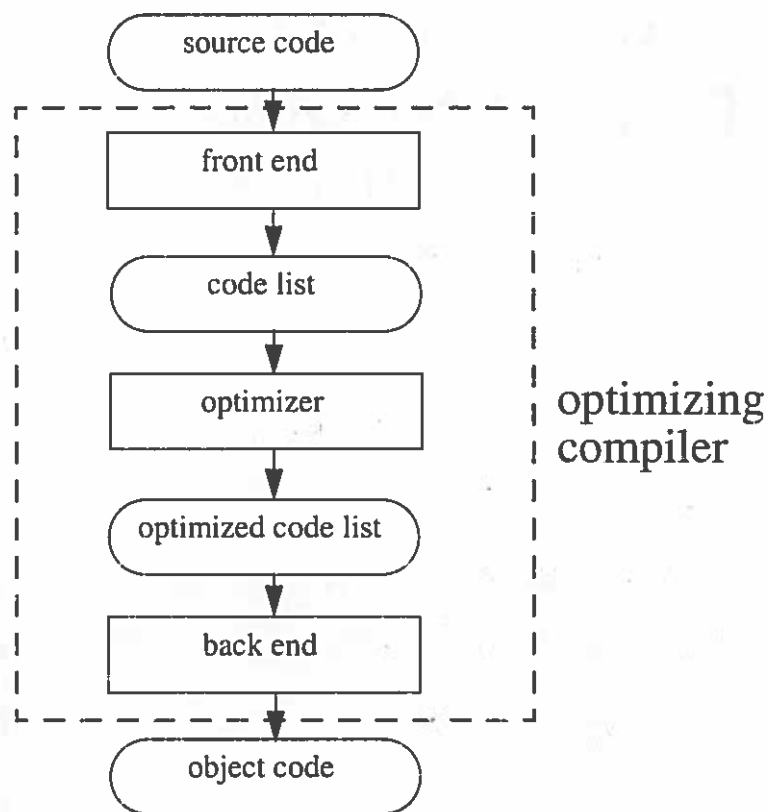 source code
front end
code list
optimizer
optimizing
compiler
optimized code list
back end
object code